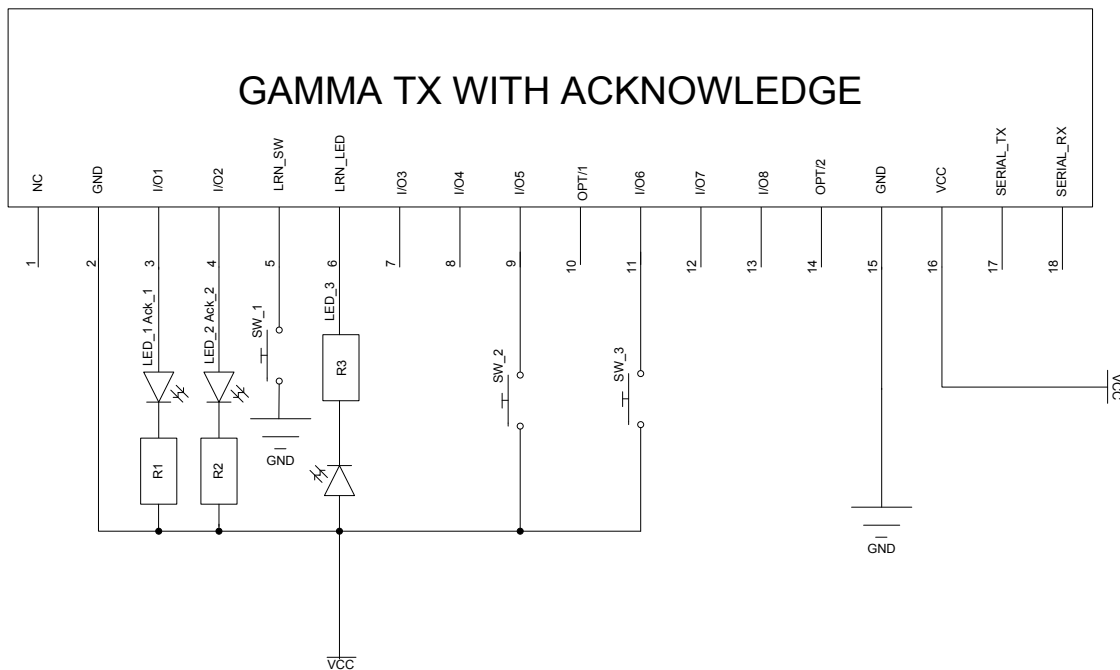 GAMMA TX WITH ACKNOWLEDGE
NC
GND
I/O1
I/O2
LRN_SW
LRN_LED
I/O3
I/O4
I/O5
OPT/1
I/O6
I/O7
I/O8
OPT/2
GND
VCC
SERIAL_TX
SERIAL_RX
1
2
3
4
5
6
7
8
9
10
11
12
13
14
15
16
17
18
LED_1 Ack_1
LED_2 Ack_2
SW_1
LED_3
SW_2
SW_3
VCC
R1
R2
R3
GND
GND
VCC